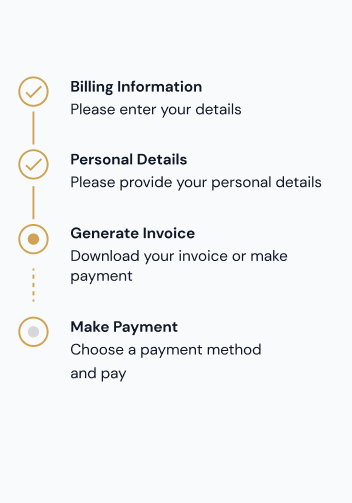 Billing Information
Please enter your details
Personal Details
Please provide your personal details
Generate Invoice
Download your invoice or make
payment
Make Payment
Choose a payment method
and pay